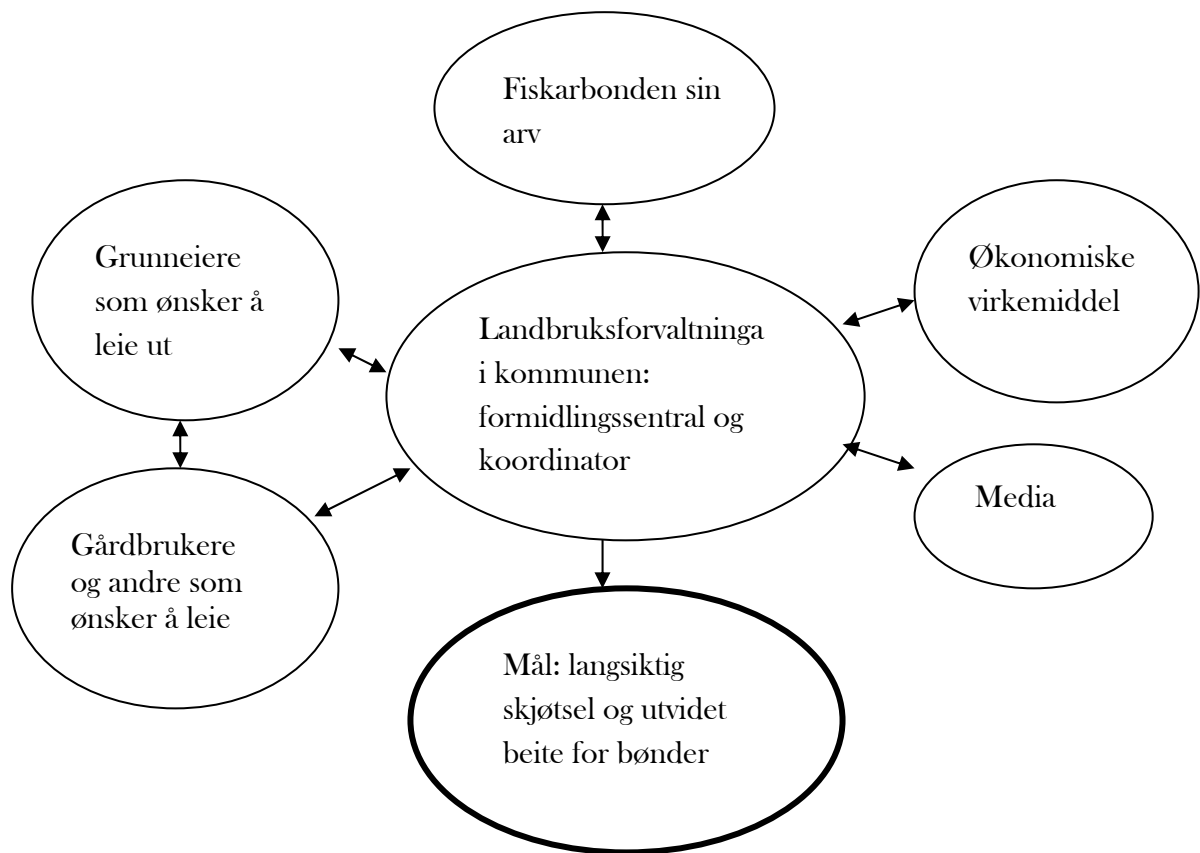 Fiskarbonden sin
arv
Grunneiere
som ønsker å
leie ut
Økonomiske
virkemiddel
Landbruksforvaltninga
i kommunen:
formidlingssentral og
koordinator
Media
Gårdbrukere
og andre som
ønsker å leie
Mål: langsiktig
skjøtsel og utvidet
beite for bønder